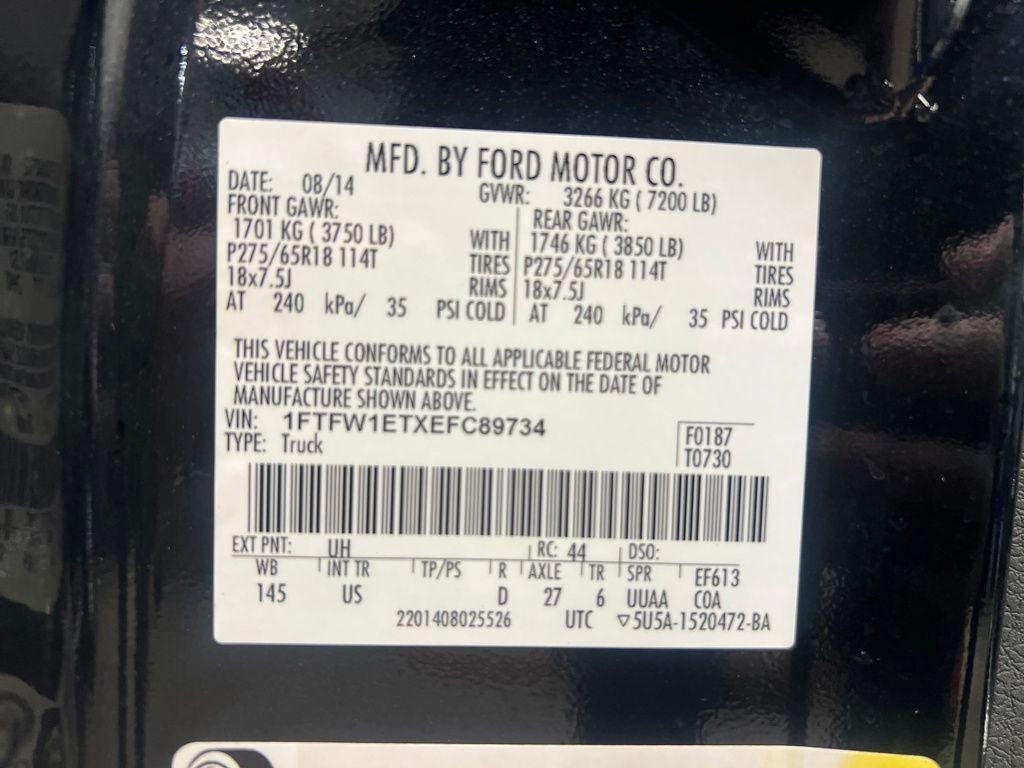 MFD. BY FORD MOTOR CO.
DATE: 08/14 GVWR: 3266 KG ( 7200 LB)
FRONT GAWR: REAR GAWR:
1701 KG ( 3750 LB) WITH 1746 KG ( 3850 LB) WITH
P275/65R18 114T TIRES P275/65R18 114T TIRES
18x7.5J RIMS 18x7.5J RIMS
AT 240 kPa/ 35 PSI COLD AT 240 kPa/ 35 PSI COLD
THIS VEHICLE CONFORMS TO ALL APPLICABLE FEDERAL MOTOR
VEHICLE SAFETY STANDARDS IN EFFECT ON THE DATE OF
MANUFACTURE SHOWN ABOVE.
VIN: 1FTFW1ETXEFC89734
TYPE: Truck
F0187
T0730
EXT PNT: UH RC: 44 DSO:
WB INT TR TP/PS R AXLE TR SPR EF613
145 US D 27 6 UUAA COA
2201408025526 UTC ▽5U5A-1520472-BA